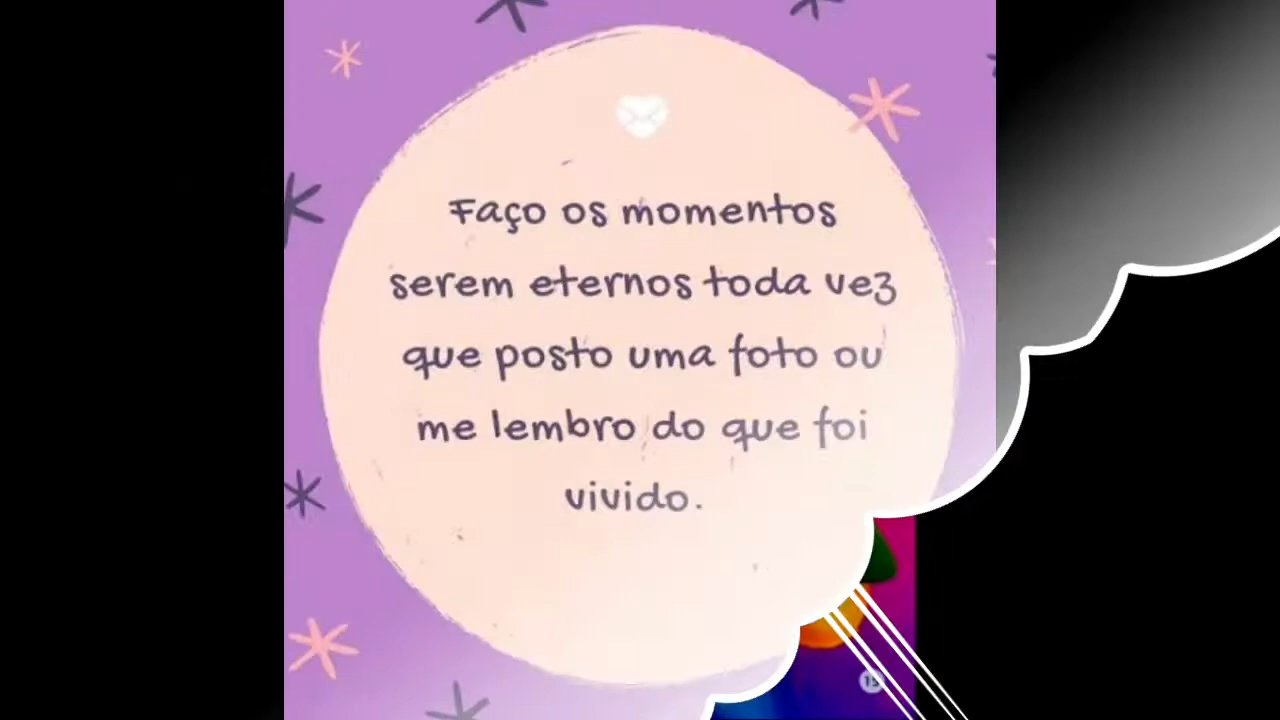 Faço os momentos
serem eternos toda vez
que posto uma foto ou
me lembro do que foi
vivido.